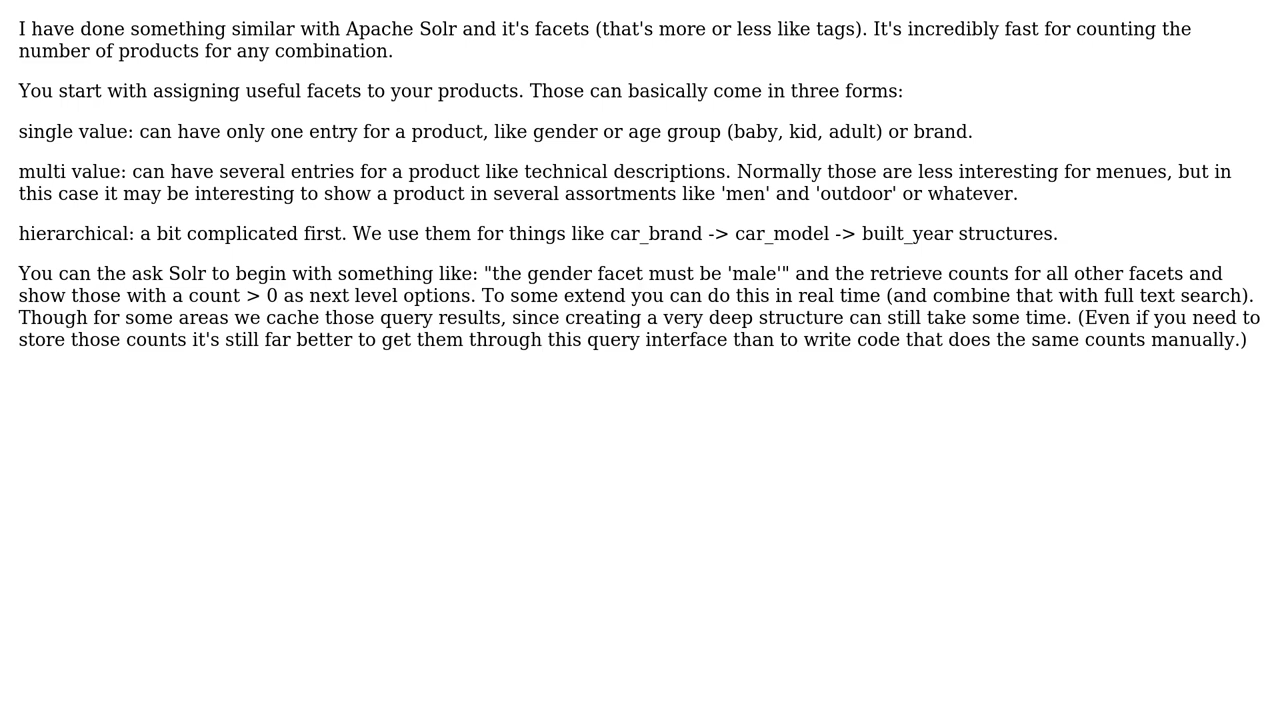 I have done something similar with Apache Solr and it's facets (that's more or less like tags). It's incredibly fast for counting the
number of products for any combination.
You start with assigning useful facets to your products. Those can basically come in three forms:
single value: can have only one entry for a product, like gender or age group (baby, kid, adult) or brand.
multi value: can have several entries for a product like technical descriptions. Normally those are less interesting for menues, but in
this case it may be interesting to show a product in several assortments like 'men' and 'outdoor' or whatever.
hierarchical: a bit complicated first. We use them for things like car_brand -> car_model -> built_year structures.
You can the ask Solr to begin with something like: "the gender facet must be 'male'" and the retrieve counts for all other facets and
show those with a count > 0 as next level options. To some extend you can do this in real time (and combine that with full text search).
Though for some areas we cache those query results, since creating a very deep structure can still take some time. (Even if you need to
store those counts it's still far better to get them through this query interface than to write code that does the same counts manually.)